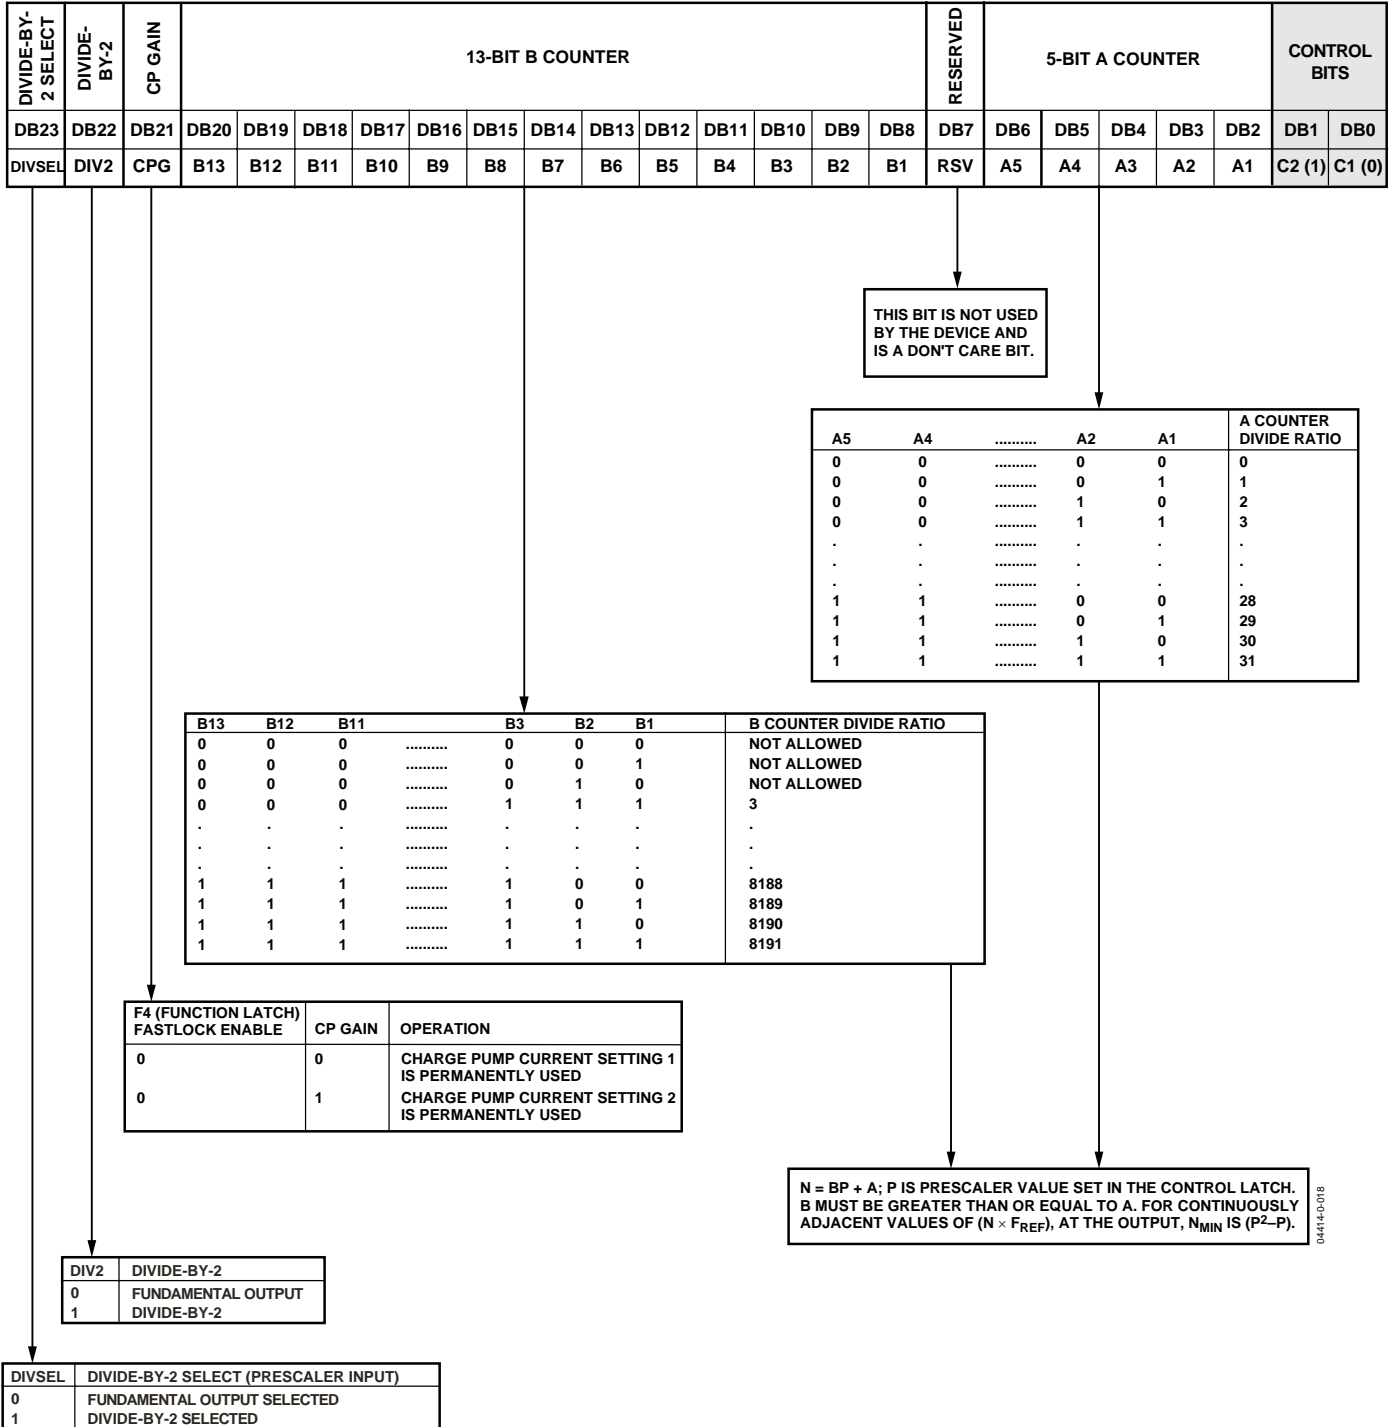 DIVIDE-BY-
2 SELECT
DIVIDE-
BY-2
CP GAIN
13-BIT B COUNTER
RESERVED
5-BIT A COUNTER
CONTROL
BITS
DB23 DB22 DB21 DB20 DB19 DB18 DB17 DB16 DB15 DB14 DB13 DB12 DB11 DB10 DB9 DB8 DB7 DB6 DB5 DB4 DB3 DB2 DB1 DB0
DIVSEL DIV2 CPG B13 B12 B11 B10 B9 B8 B7 B6 B5 B4 B3 B2 B1 RSV A5 A4 A3 A2 A1 C2 (1) C1 (0)
THIS BIT IS NOT USED
BY THE DEVICE AND
IS A DON'T CARE BIT.
A COUNTER
A5 A4 .......... A2 A1 DIVIDE RATIO
0 0 .......... 0 0 0
0 0 .......... 0 1 1
0 0 .......... 1 0 2
0 0 .......... 1 1 3
. . .......... . . .
. . .......... . . .
. . .......... . . .
1 1 .......... 0 0 28
1 1 .......... 0 1 29
1 1 .......... 1 0 30
1 1 .......... 1 1 31
B13 B12 B11 B3 B2 B1 B COUNTER DIVIDE RATIO
0 0 0 .......... 0 0 0 NOT ALLOWED
0 0 0 .......... 0 0 1 NOT ALLOWED
0 0 0 .......... 0 1 0 NOT ALLOWED
0 0 0 .......... 1 1 1 3
. . . .......... . . . .
. . . .......... . . . .
. . . .......... . . . .
1 1 1 .......... 1 0 0 8188
1 1 1 .......... 1 0 1 8189
1 1 1 .......... 1 1 0 8190
1 1 1 .......... 1 1 1 8191
F4 (FUNCTION LATCH)
FASTLOCK ENABLE CP GAIN OPERATION
0 0 CHARGE PUMP CURRENT SETTING 1
IS PERMANENTLY USED
0 1 CHARGE PUMP CURRENT SETTING 2
IS PERMANENTLY USED
N = BP + A; P IS PRESCALER VALUE SET IN THE CONTROL LATCH.
B MUST BE GREATER THAN OR EQUAL TO A. FOR CONTINUOUSLY
ADJACENT VALUES OF (N × FREF), AT THE OUTPUT, NMIN IS (P²–P).
04414-0-018
DIV2 DIVIDE-BY-2
0 FUNDAMENTAL OUTPUT
1 DIVIDE-BY-2
DIVSEL DIVIDE-BY-2 SELECT (PRESCALER INPUT)
0 FUNDAMENTAL OUTPUT SELECTED
1 DIVIDE-BY-2 SELECTED